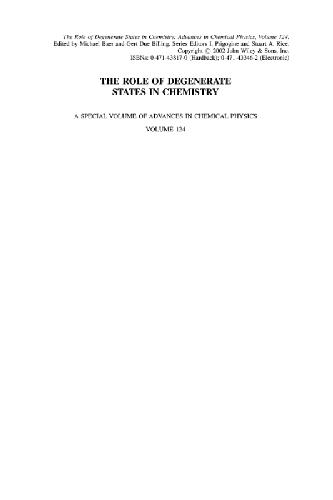 The Role of Degenerate States in Chemistry, Advances in Chemical Physics, Volume 124.
Edited by Michael Baer and Gert Due Billing. Series Editors I. Prigogine and Stuart A. Rice.
Copyright © 2002 John Wiley & Sons, Inc.
ISBNs: 0-471-43817-0 (Hardback); 0-471-43346-2 (Electronic)
THE ROLE OF DEGENERATE
STATES IN CHEMISTRY
A SPECIAL VOLUME OF ADVANCES IN CHEMICAL PHYSICS
VOLUME 124